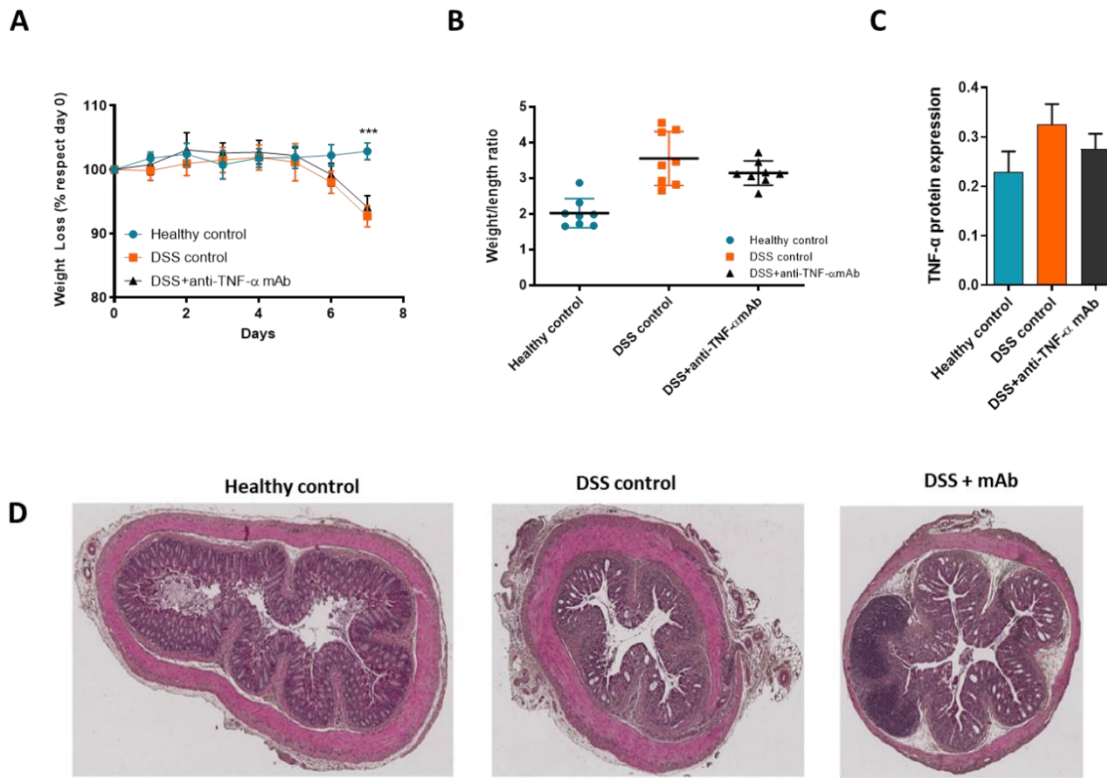 A
Weight Loss (% respect day 0)
110
100
90
80
***
Healthy control
DSS control
DSS+anti-TNF-α mAb
0
2
4
6
8
Days
B
Weight/length ratio
5
4
3
2
1
0
Healthy control
DSS control
DSS+anti-TNF-αmAb
Healthy control
DSS control
DSS+anti-TNF-αmAb
C
TNF-α protein expression
0.4
0.3
0.2
0.1
0.0
Healthy control
DSS control
DSS+anti-TNF-α mAb
D
Healthy control
DSS control
DSS + mAb